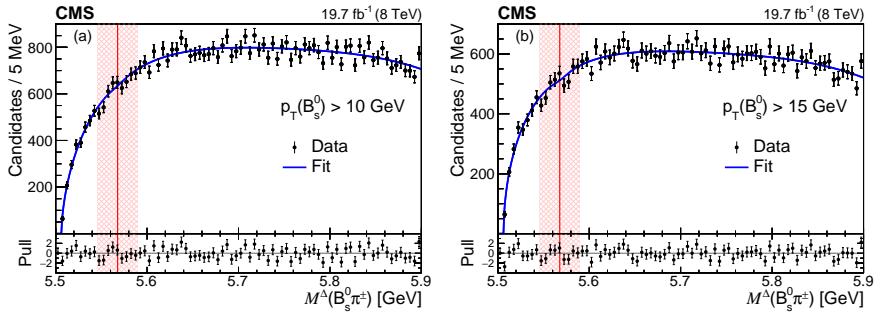 CMS 19.7 fb⁻¹ (8 TeV)
(a)
Candidates / 5 MeV
800
600
400
200
p_T(B_s^0) > 10 GeV
Data
Fit
Pull
2
0
−2
5.5 5.6 5.7 5.8 5.9
M^Δ(B_s^0π^±) [GeV]
CMS 19.7 fb⁻¹ (8 TeV)
(b)
Candidates / 5 MeV
600
500
400
300
200
100
p_T(B_s^0) > 15 GeV
Data
Fit
Pull
2
0
−2
5.5 5.6 5.7 5.8 5.9
M^Δ(B_s^0π^±) [GeV]